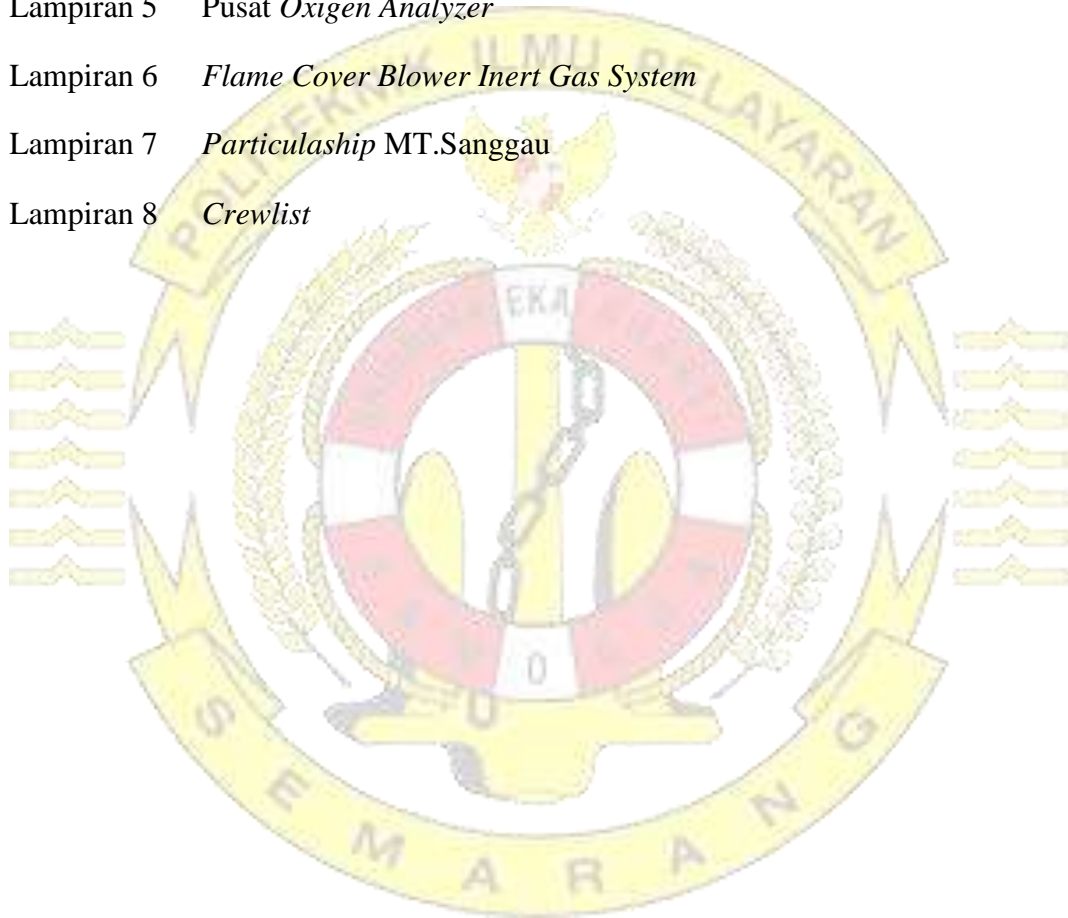 Lampiran 5 Pusat Oxigen Analyzer
Lampiran 6 Flame Cover Blower Inert Gas System
Lampiran 7 Particulaship MT.Sanggau
Lampiran 8 Crewlist
POLITEKNIK ILMU PELAYARAN
EKA
SEMARANG